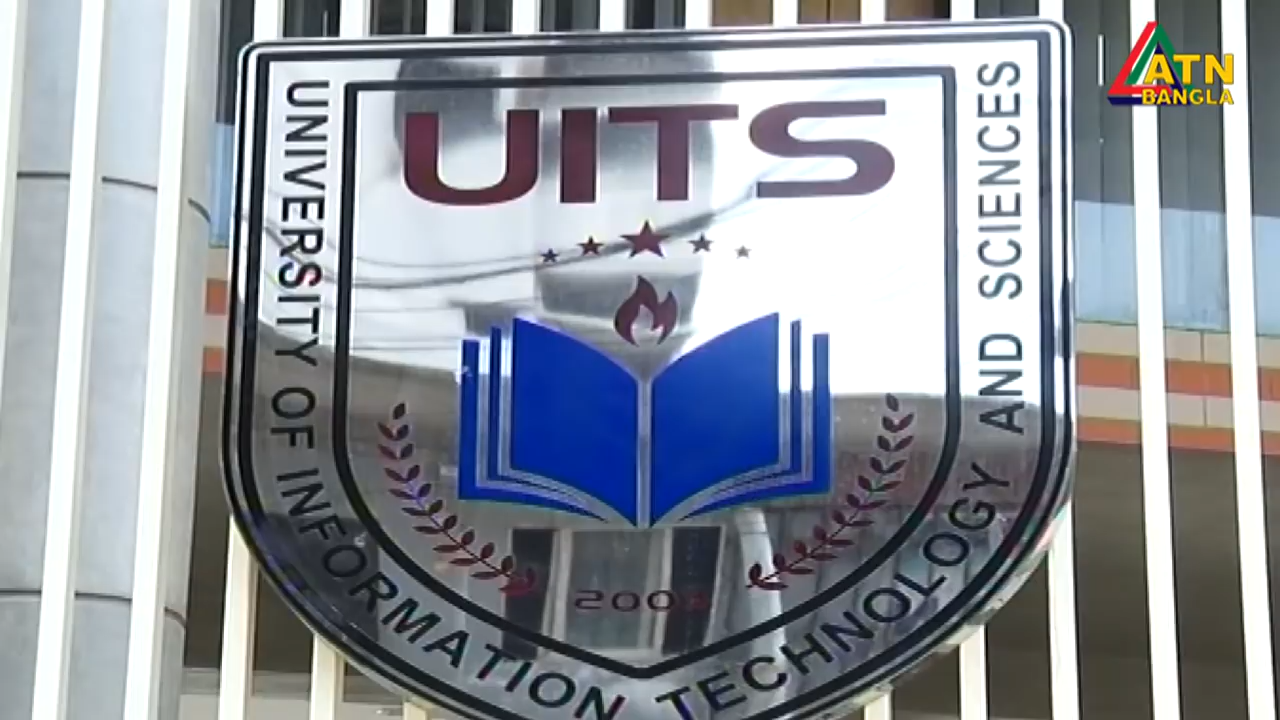 UITS
UNIVERSITY OF INFORMATION TECHNOLOGY AND SCIENCES
ATN
BANGLA